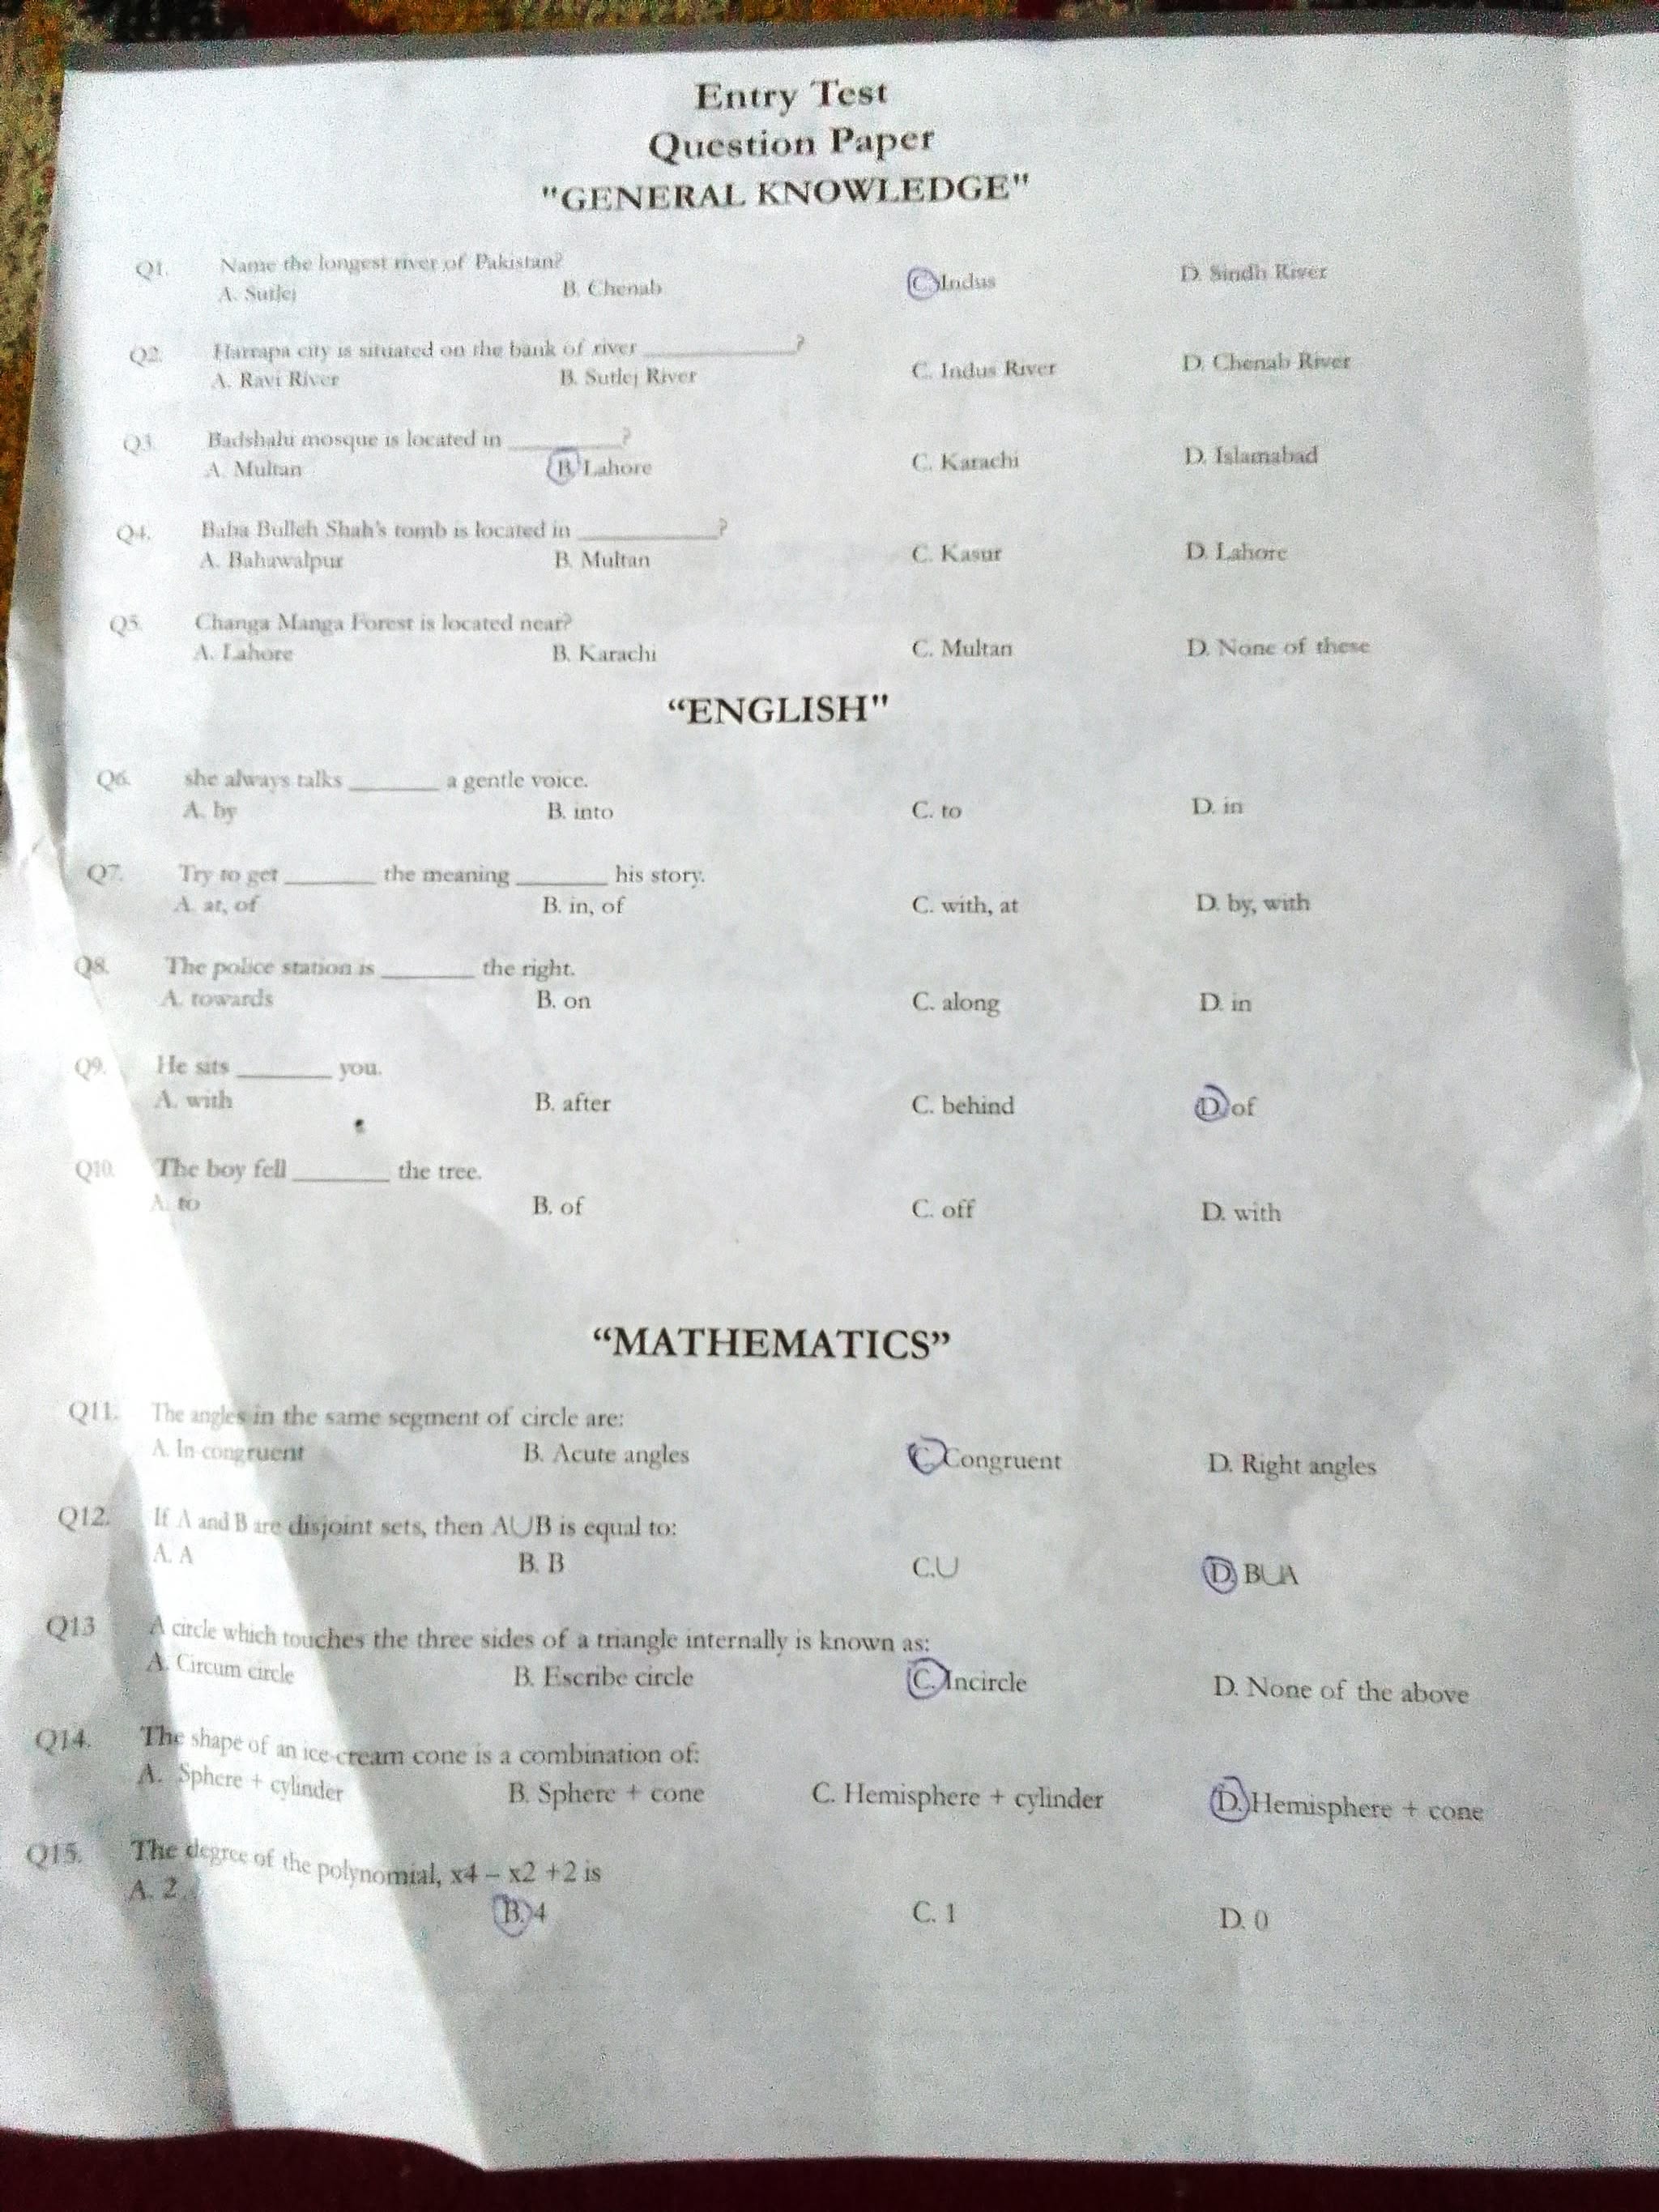 Entry Test
Question Paper
"GENERAL KNOWLEDGE"
Q1. Name the longest river of Pakistan?
A. Sutlej B. Chenab C. Indus D. Sindh River
Q2. Harrapa city is situated on the bank of river ____________?
A. Ravi River B. Sutlej River C. Indus River D. Chenab River
Q3. Badshahi mosque is located in _________?
A. Multan B. Lahore C. Karachi D. Islamabad
Q4. Baba Bulleh Shah's tomb is located in ___________?
A. Bahawalpur B. Multan C. Kasur D. Lahore
Q5. Changa Manga Forest is located near?
A. Lahore B. Karachi C. Multan D. None of these
“ENGLISH"
Q6. she always talks _______ a gentle voice.
A. by B. into C. to D. in
Q7. Try to get _______ the meaning _______ his story.
A. at, of B. in, of C. with, at D. by, with
Q8. The police station is _______ the right.
A. towards B. on C. along D. in
Q9. He sits _______ you.
A. with B. after C. behind D. of
Q10. The boy fell _______ the tree.
A. to B. of C. off D. with
“MATHEMATICS”
Q11. The angles in the same segment of circle are:
A. In-congruent B. Acute angles C. Congruent D. Right angles
Q12. If A and B are disjoint sets, then A∪B is equal to:
A. A B. B C.∪ D. B∪A
Q13 A circle which touches the three sides of a triangle internally is known as:
A. Circum circle B. Escribe circle C. Incircle D. None of the above
Q14. The shape of an ice-cream cone is a combination of:
A. Sphere + cylinder B. Sphere + cone C. Hemisphere + cylinder D. Hemisphere + cone
Q15. The degree of the polynomial, x4 – x2 +2 is
A. 2 B. 4 C. 1 D. 0